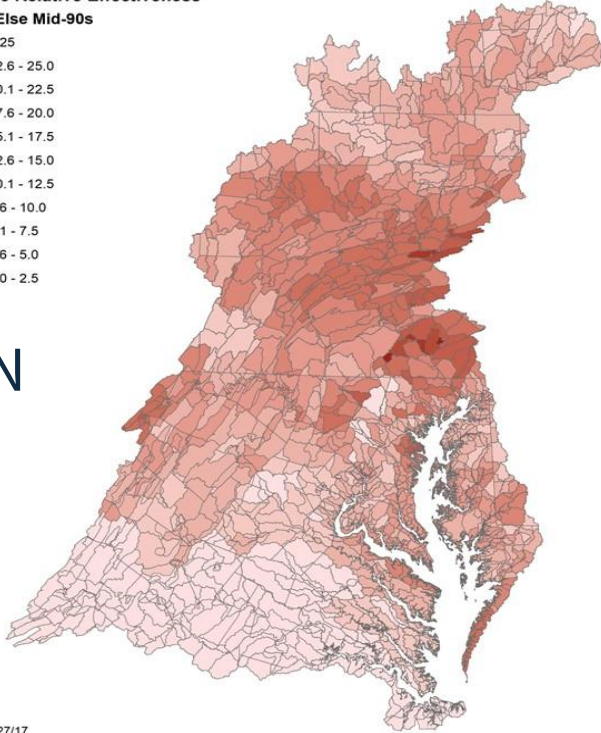 Relative Effectiveness
Else Mid-90s
25
2.6 - 25.0
0.1 - 22.5
7.6 - 20.0
5.1 - 17.5
2.6 - 15.0
0.1 - 12.5
6 - 10.0
1 - 7.5
6 - 5.0
0 - 2.5
N
27/17